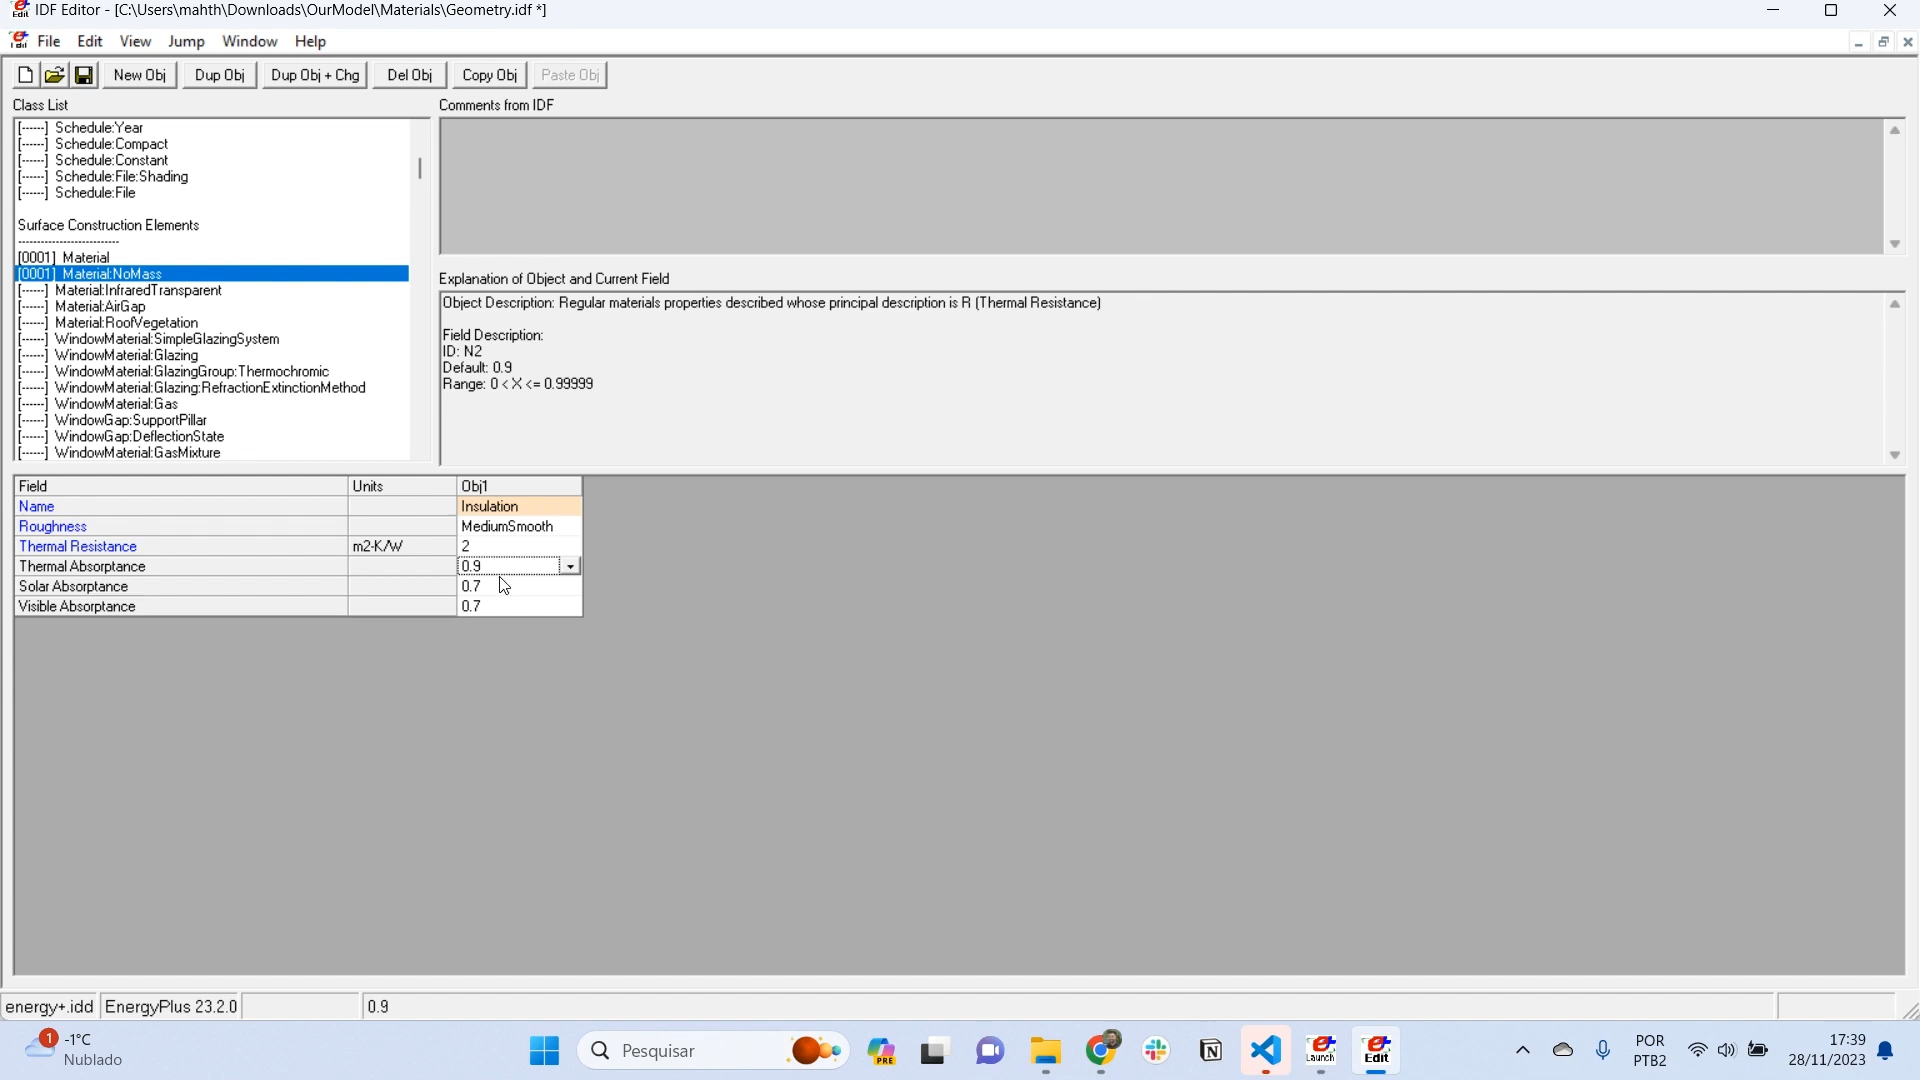 IDF Editor - [C:\Users\mahth\Downloads\OurModel\Materials\Geometry.idf *]
File Edit View Jump Window Help
New Obj Dup Obj Dup Obj + Chg Del Obj Copy Obj Paste Obj
Class List
[------] Schedule:Year
[------] Schedule:Compact
[------] Schedule:Constant
[------] Schedule:File:Shading
[------] Schedule:File
Surface Construction Elements
--------------------------
[0001] Material
[0001] Material:NoMass
[------] Material:InfraredTransparent
[------] Material:AirGap
[------] Material:RoofVegetation
[------] WindowMaterial:SimpleGlazingSystem
[------] WindowMaterial:Glazing
[------] WindowMaterial:GlazingGroup:Thermochromic
[------] WindowMaterial:Glazing:RefractionExtinctionMethod
[------] WindowMaterial:Gas
[------] WindowGap:SupportPillar
[------] WindowGap:DeflectionState
[------] WindowMaterial:GasMixture
Comments from IDF
Explanation of Object and Current Field
Object Description: Regular materials properties described whose principal description is R (Thermal Resistance)
Field Description:
ID: N2
Default: 0.9
Range: 0 < X <= 0.99999
Field Units Obj1
Name Insulation
Roughness MediumSmooth
Thermal Resistance m2-K/W 2
Thermal Absorptance 0.9
Solar Absorptance 0.7
Visible Absorptance 0.7
energy+.idd EnergyPlus 23.2.0 0.9
1 -1°C
Nublado
Pesquisar
PRE
Launch
Edit
POR
PTB2
17:39
28/11/2023